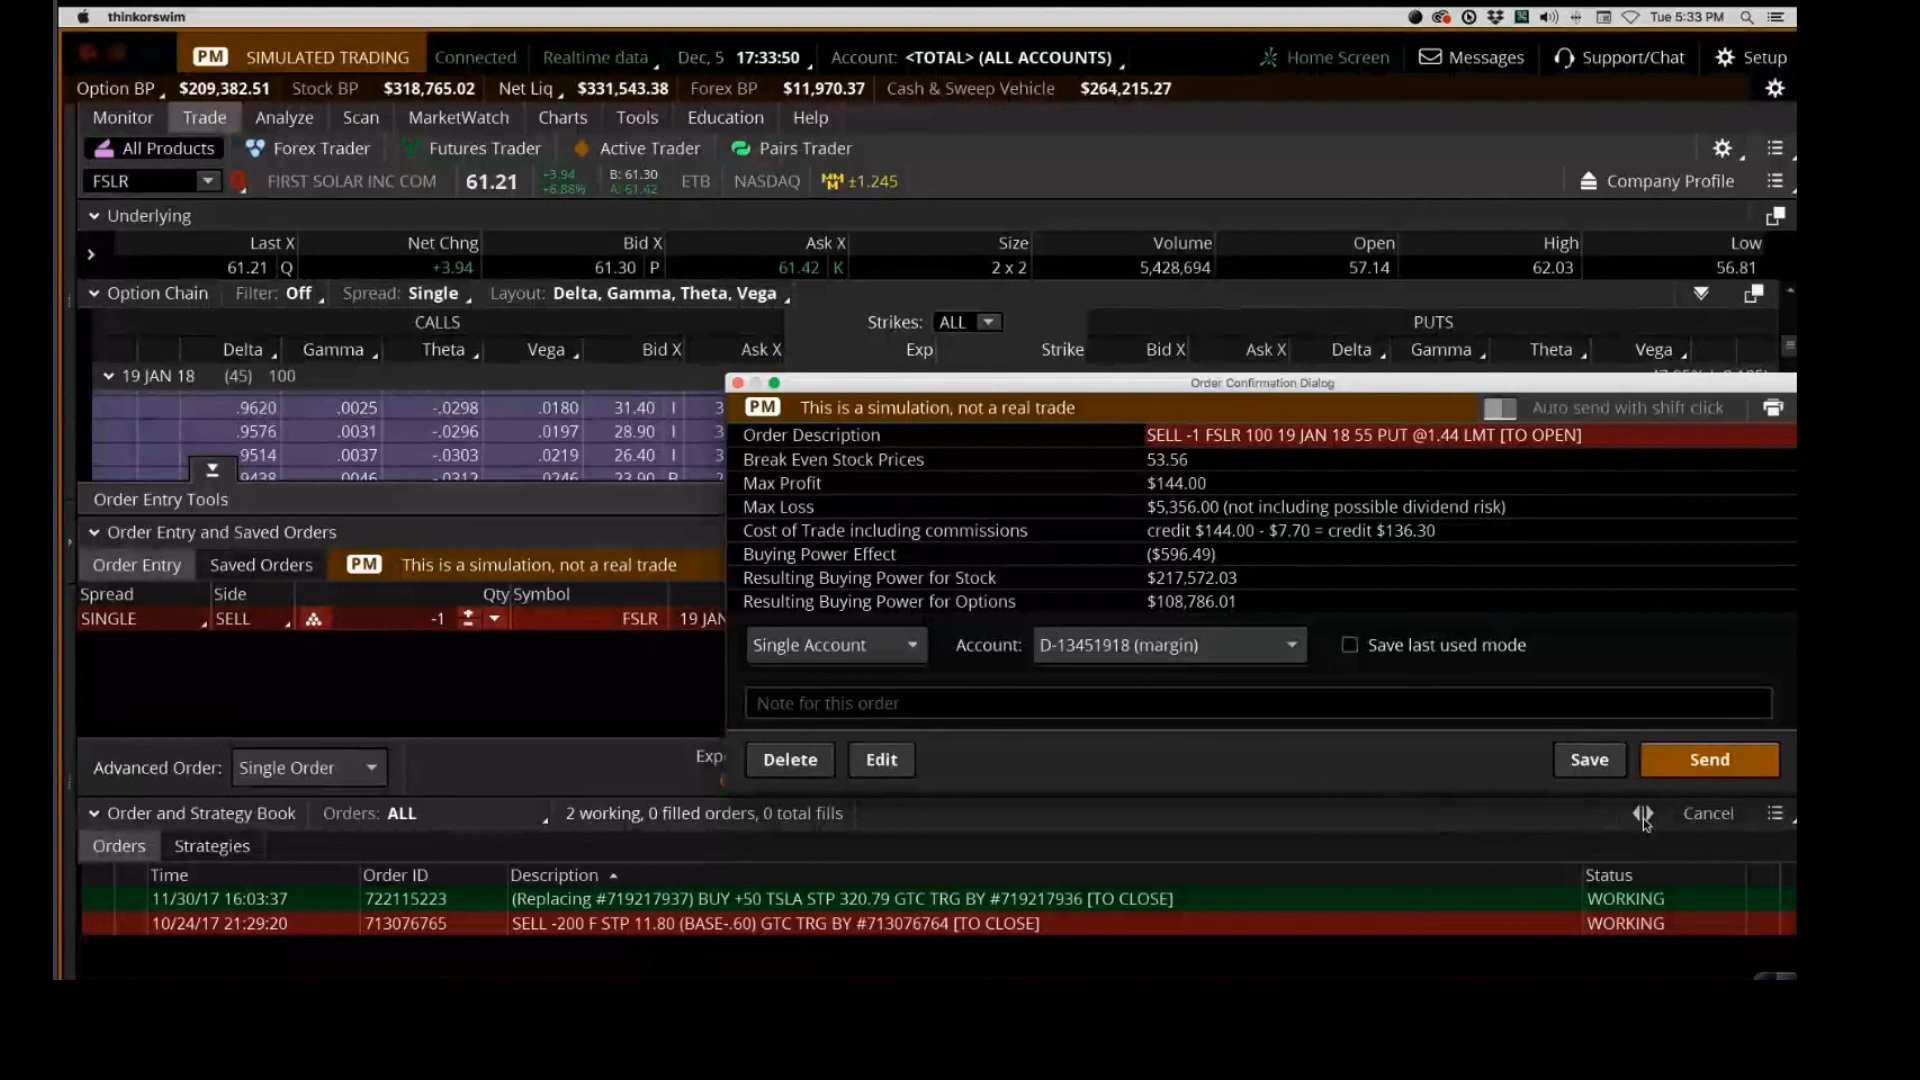 thinkorswim Tue 5:33 PM
PM SIMULATED TRADING Connected Realtime data Dec, 5 17:33:50 Account: <TOTAL> (ALL ACCOUNTS) Home Screen Messages Support/Chat Setup
Option BP $209,382.51 Stock BP $318,765.02 Net Liq $331,543.38 Forex BP $11,970.37 Cash & Sweep Vehicle $264,215.27
Monitor Trade Analyze Scan MarketWatch Charts Tools Education Help
All Products Forex Trader Futures Trader Active Trader Pairs Trader
FSLR FIRST SOLAR INC COM 61.21 +3.94 +6.88% B: 61.30 A: 61.42 ETB NASDAQ ±1.245 Company Profile
Underlying
Last X Net Chng Bid X Ask X Size Volume Open High Low
61.21 Q +3.94 61.30 P 61.42 K 2 x 2 5,428,694 57.14 62.03 56.81
Option Chain Filter: Off Spread: Single Layout: Delta, Gamma, Theta, Vega
CALLS Strikes: ALL PUTS
Delta Gamma Theta Vega Bid X Ask X Exp Strike Bid X Ask X Delta Gamma Theta Vega
19 JAN 18 (45) 100
.9620 .0025 -.0298 .0180 31.40 I 3
.9576 .0031 -.0296 .0197 28.90 I 3
.9514 .0037 -.0303 .0219 26.40 I 3
.9438 .0046 -.0312 .0246 23.90
Order Entry Tools
Order Entry and Saved Orders
Order Entry Saved Orders PM This is a simulation, not a real trade
Spread Side Qty Symbol
SINGLE SELL -1 FSLR 19 JAN
Advanced Order: Single Order Exp
Order Confirmation Dialog
PM This is a simulation, not a real trade Auto send with shift click
Order Description SELL -1 FSLR 100 19 JAN 18 55 PUT @1.44 LMT [TO OPEN]
Break Even Stock Prices 53.56
Max Profit $144.00
Max Loss $5,356.00 (not including possible dividend risk)
Cost of Trade including commissions credit $144.00 - $7.70 = credit $136.30
Buying Power Effect ($596.49)
Resulting Buying Power for Stock $217,572.03
Resulting Buying Power for Options $108,786.01
Single Account Account: D-13451918 (margin) Save last used mode
Note for this order
Delete Edit Save Send
Order and Strategy Book Orders: ALL 2 working, 0 filled orders, 0 total fills Cancel
Orders Strategies
Time Order ID Description Status
11/30/17 16:03:37 722115223 (Replacing #719217937) BUY +50 TSLA STP 320.79 GTC TRG BY #719217936 [TO CLOSE] WORKING
10/24/17 21:29:20 713076765 SELL -200 F STP 11.80 (BASE-.60) GTC TRG BY #713076764 [TO CLOSE] WORKING